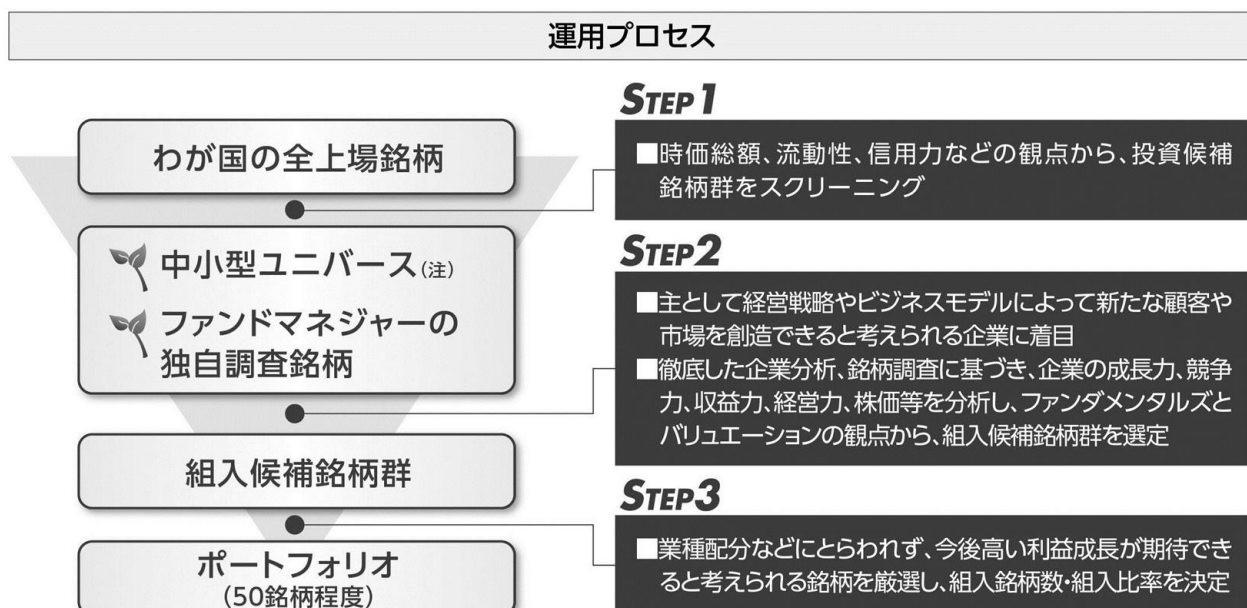 運用プロセス
わが国の全上場銘柄
STEP 1
■時価総額、流動性、信用力などの観点から、投資候補
銘柄群をスクリーニング
中小型ユニバース(注)
ファンドマネジャーの
独自調査銘柄
STEP2
■主として経営戦略やビジネスモデルによって新たな顧客や
市場を創造できると考えられる企業に着目
■徹底した企業分析、銘柄調査に基づき、企業の成長力、競争
力、収益力、経営力、株価等を分析し、ファンダメンタルズと
バリュエーションの観点から、組入候補銘柄群を選定
組入候補銘柄群
STEP3
■業種配分などにとらわれず、今後高い利益成長が期待でき
ると考えられる銘柄を厳選し、組入銘柄数・組入比率を決定
ポートフォリオ
(50銘柄程度)